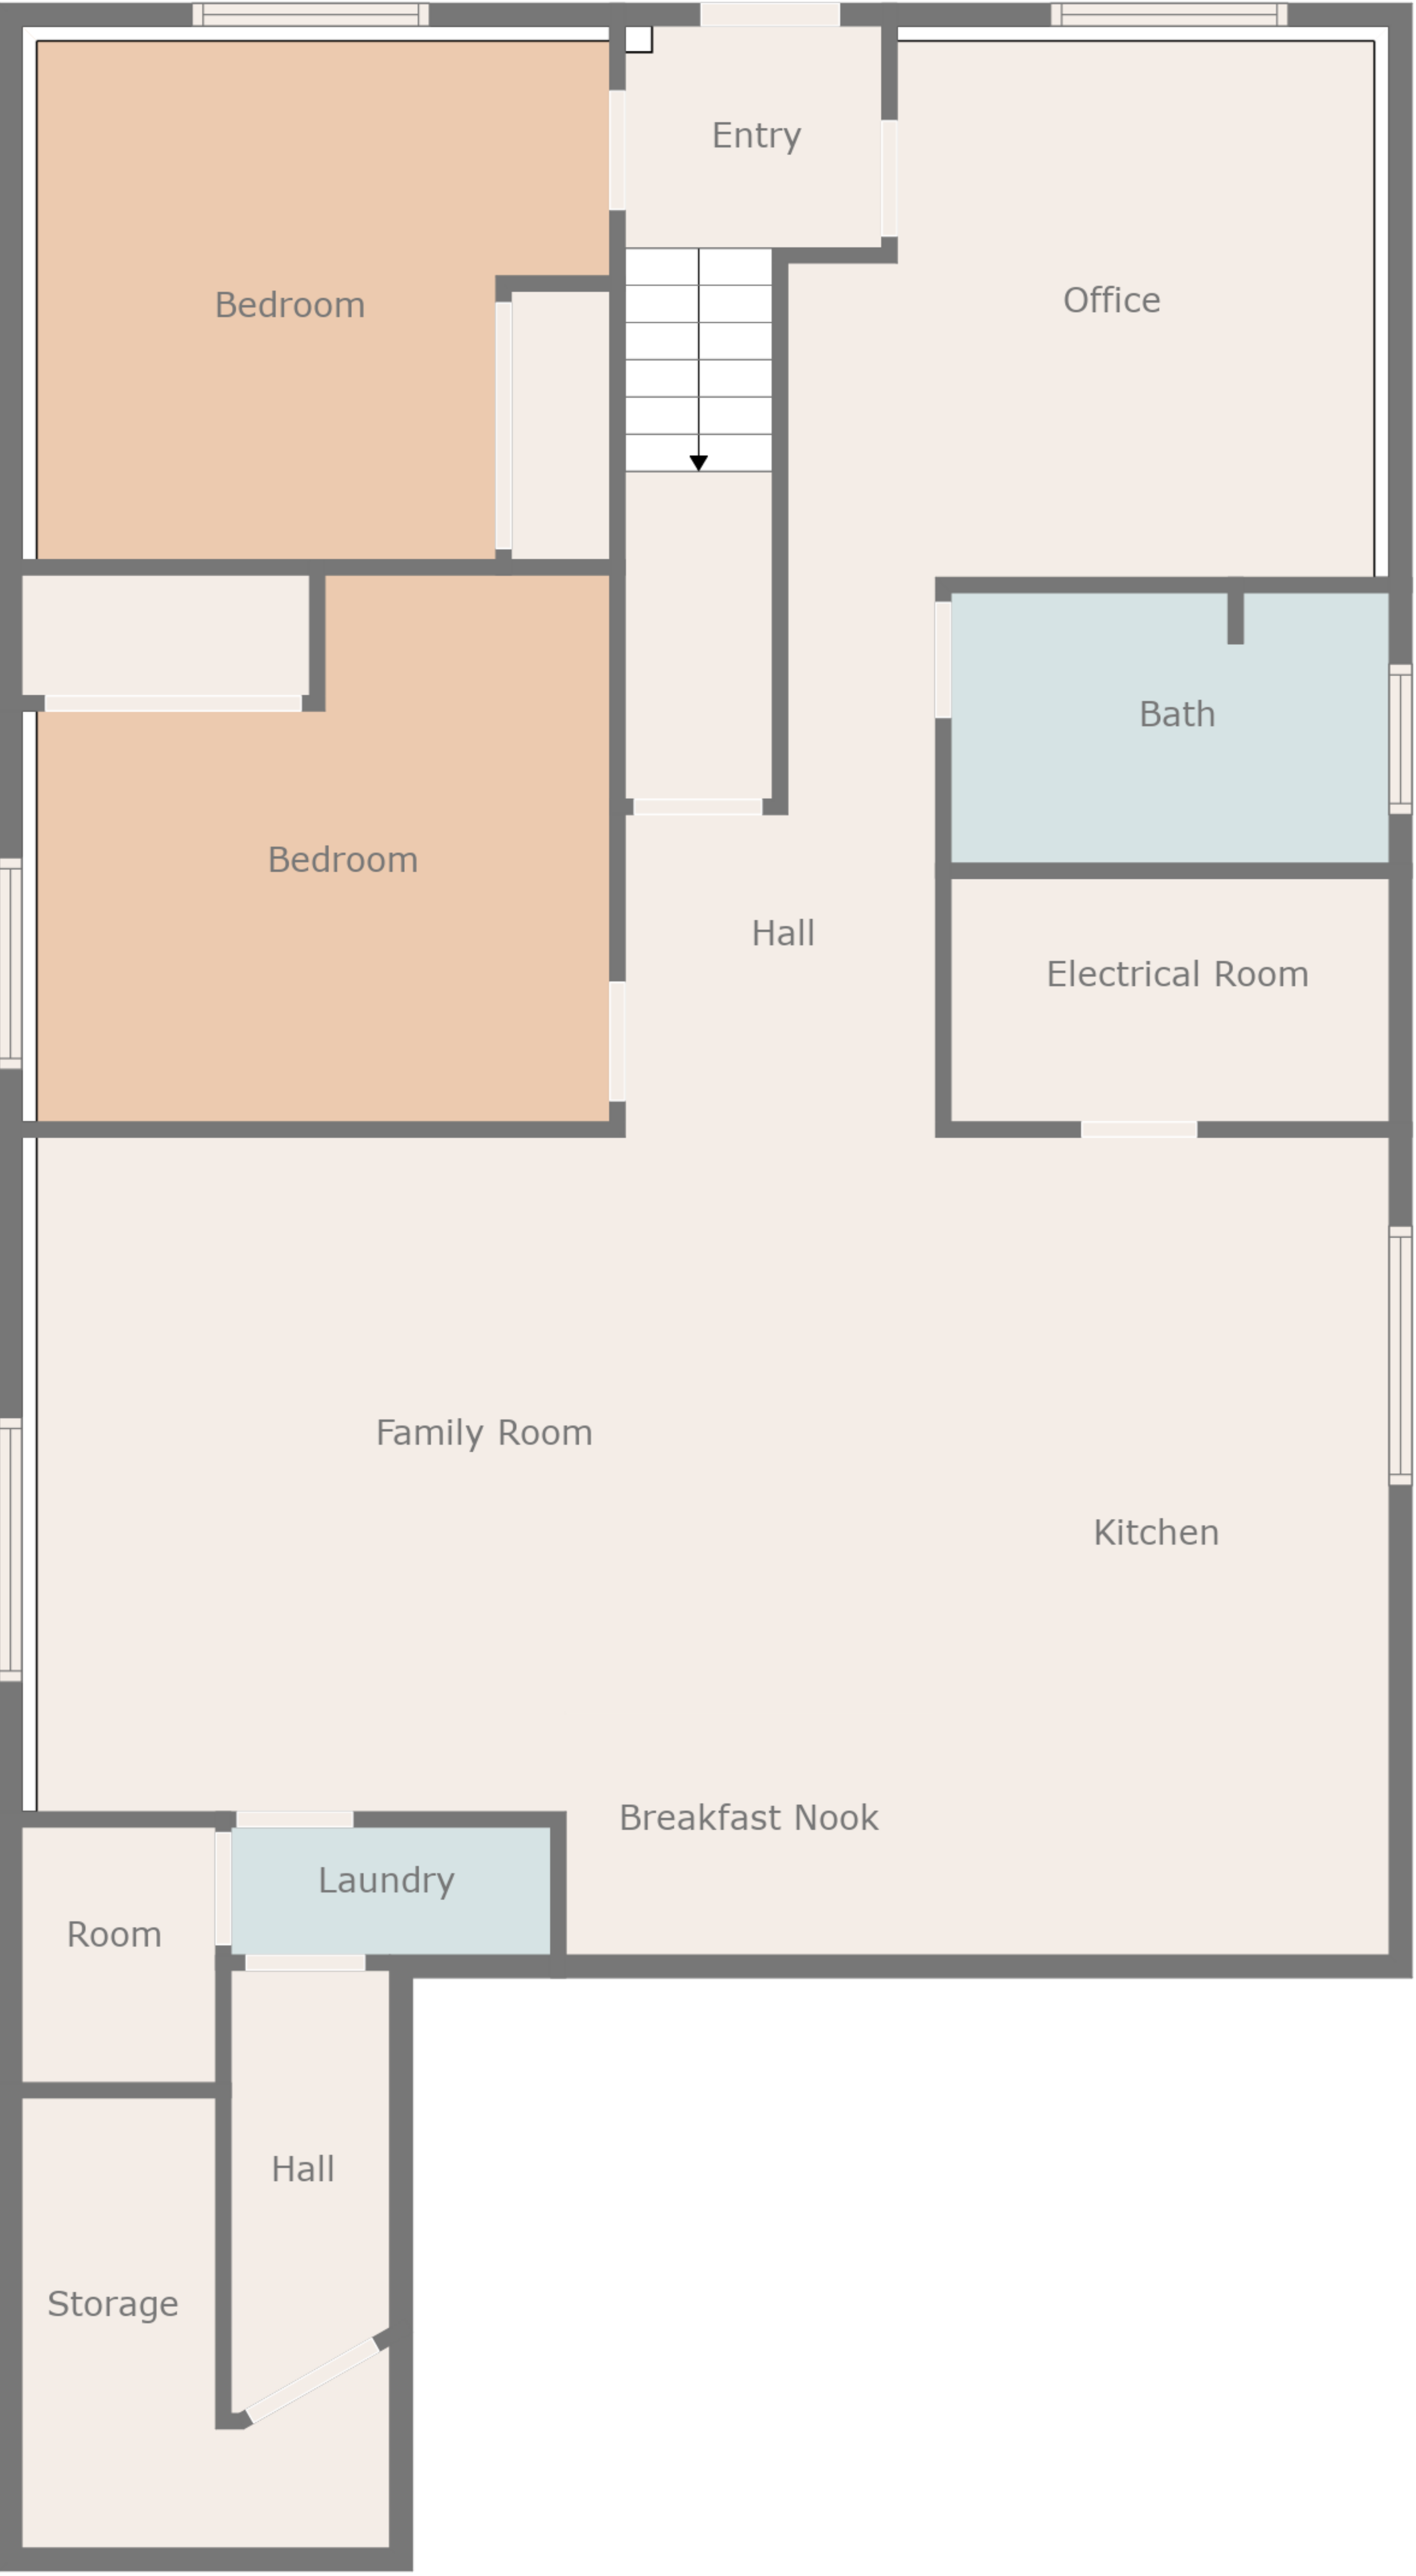 Entry
Bedroom
Office
Bath
Bedroom
Hall
Electrical Room
Family Room
Kitchen
Breakfast Nook
Laundry
Room
Hall
Storage